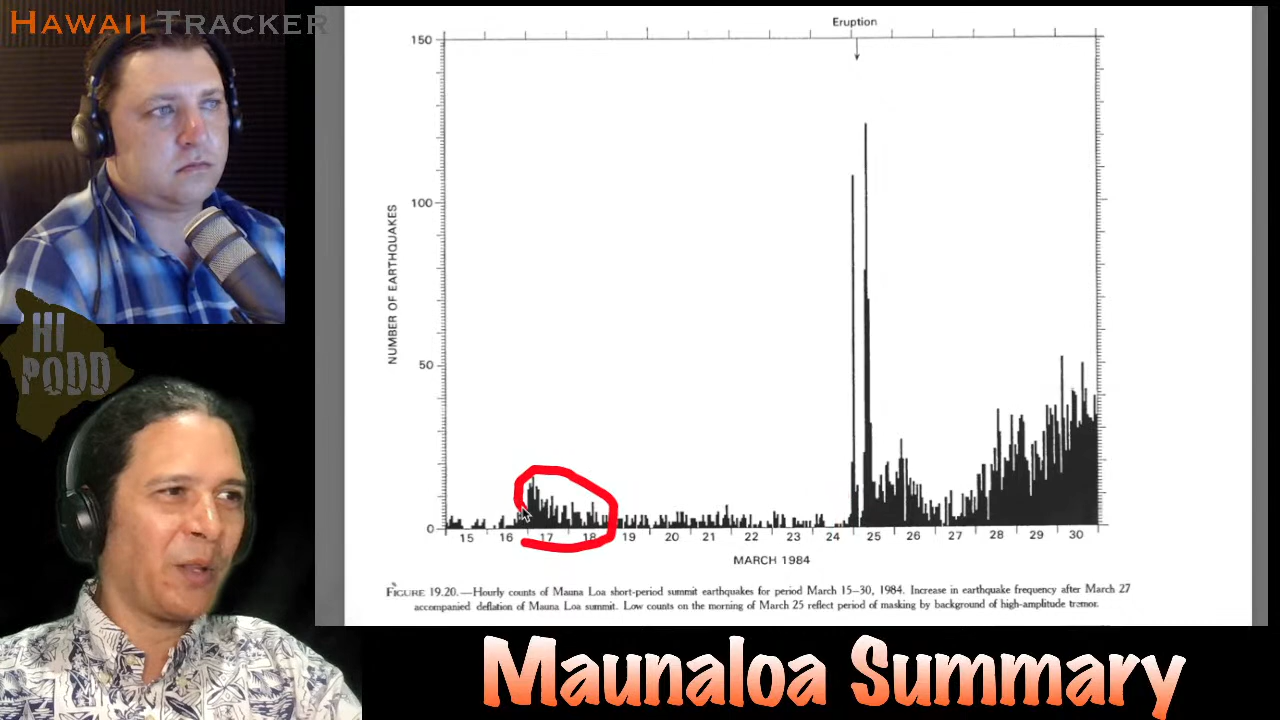 HAWAII TRACKER
HI
PODD
Eruption
150
100
50
0
NUMBER OF EARTHQUAKES
15 16 17 18 19 20 21 22 23 24 25 26 27 28 29 30
MARCH 1984
FIGURE 19.20.—Hourly counts of Mauna Loa short-period summit earthquakes for period March 15–30, 1984. Increase in earthquake frequency after March 27
accompanied deflation of Mauna Loa summit. Low counts on the morning of March 25 reflect period of masking by background of high-amplitude tremor.
Maunaloa Summary